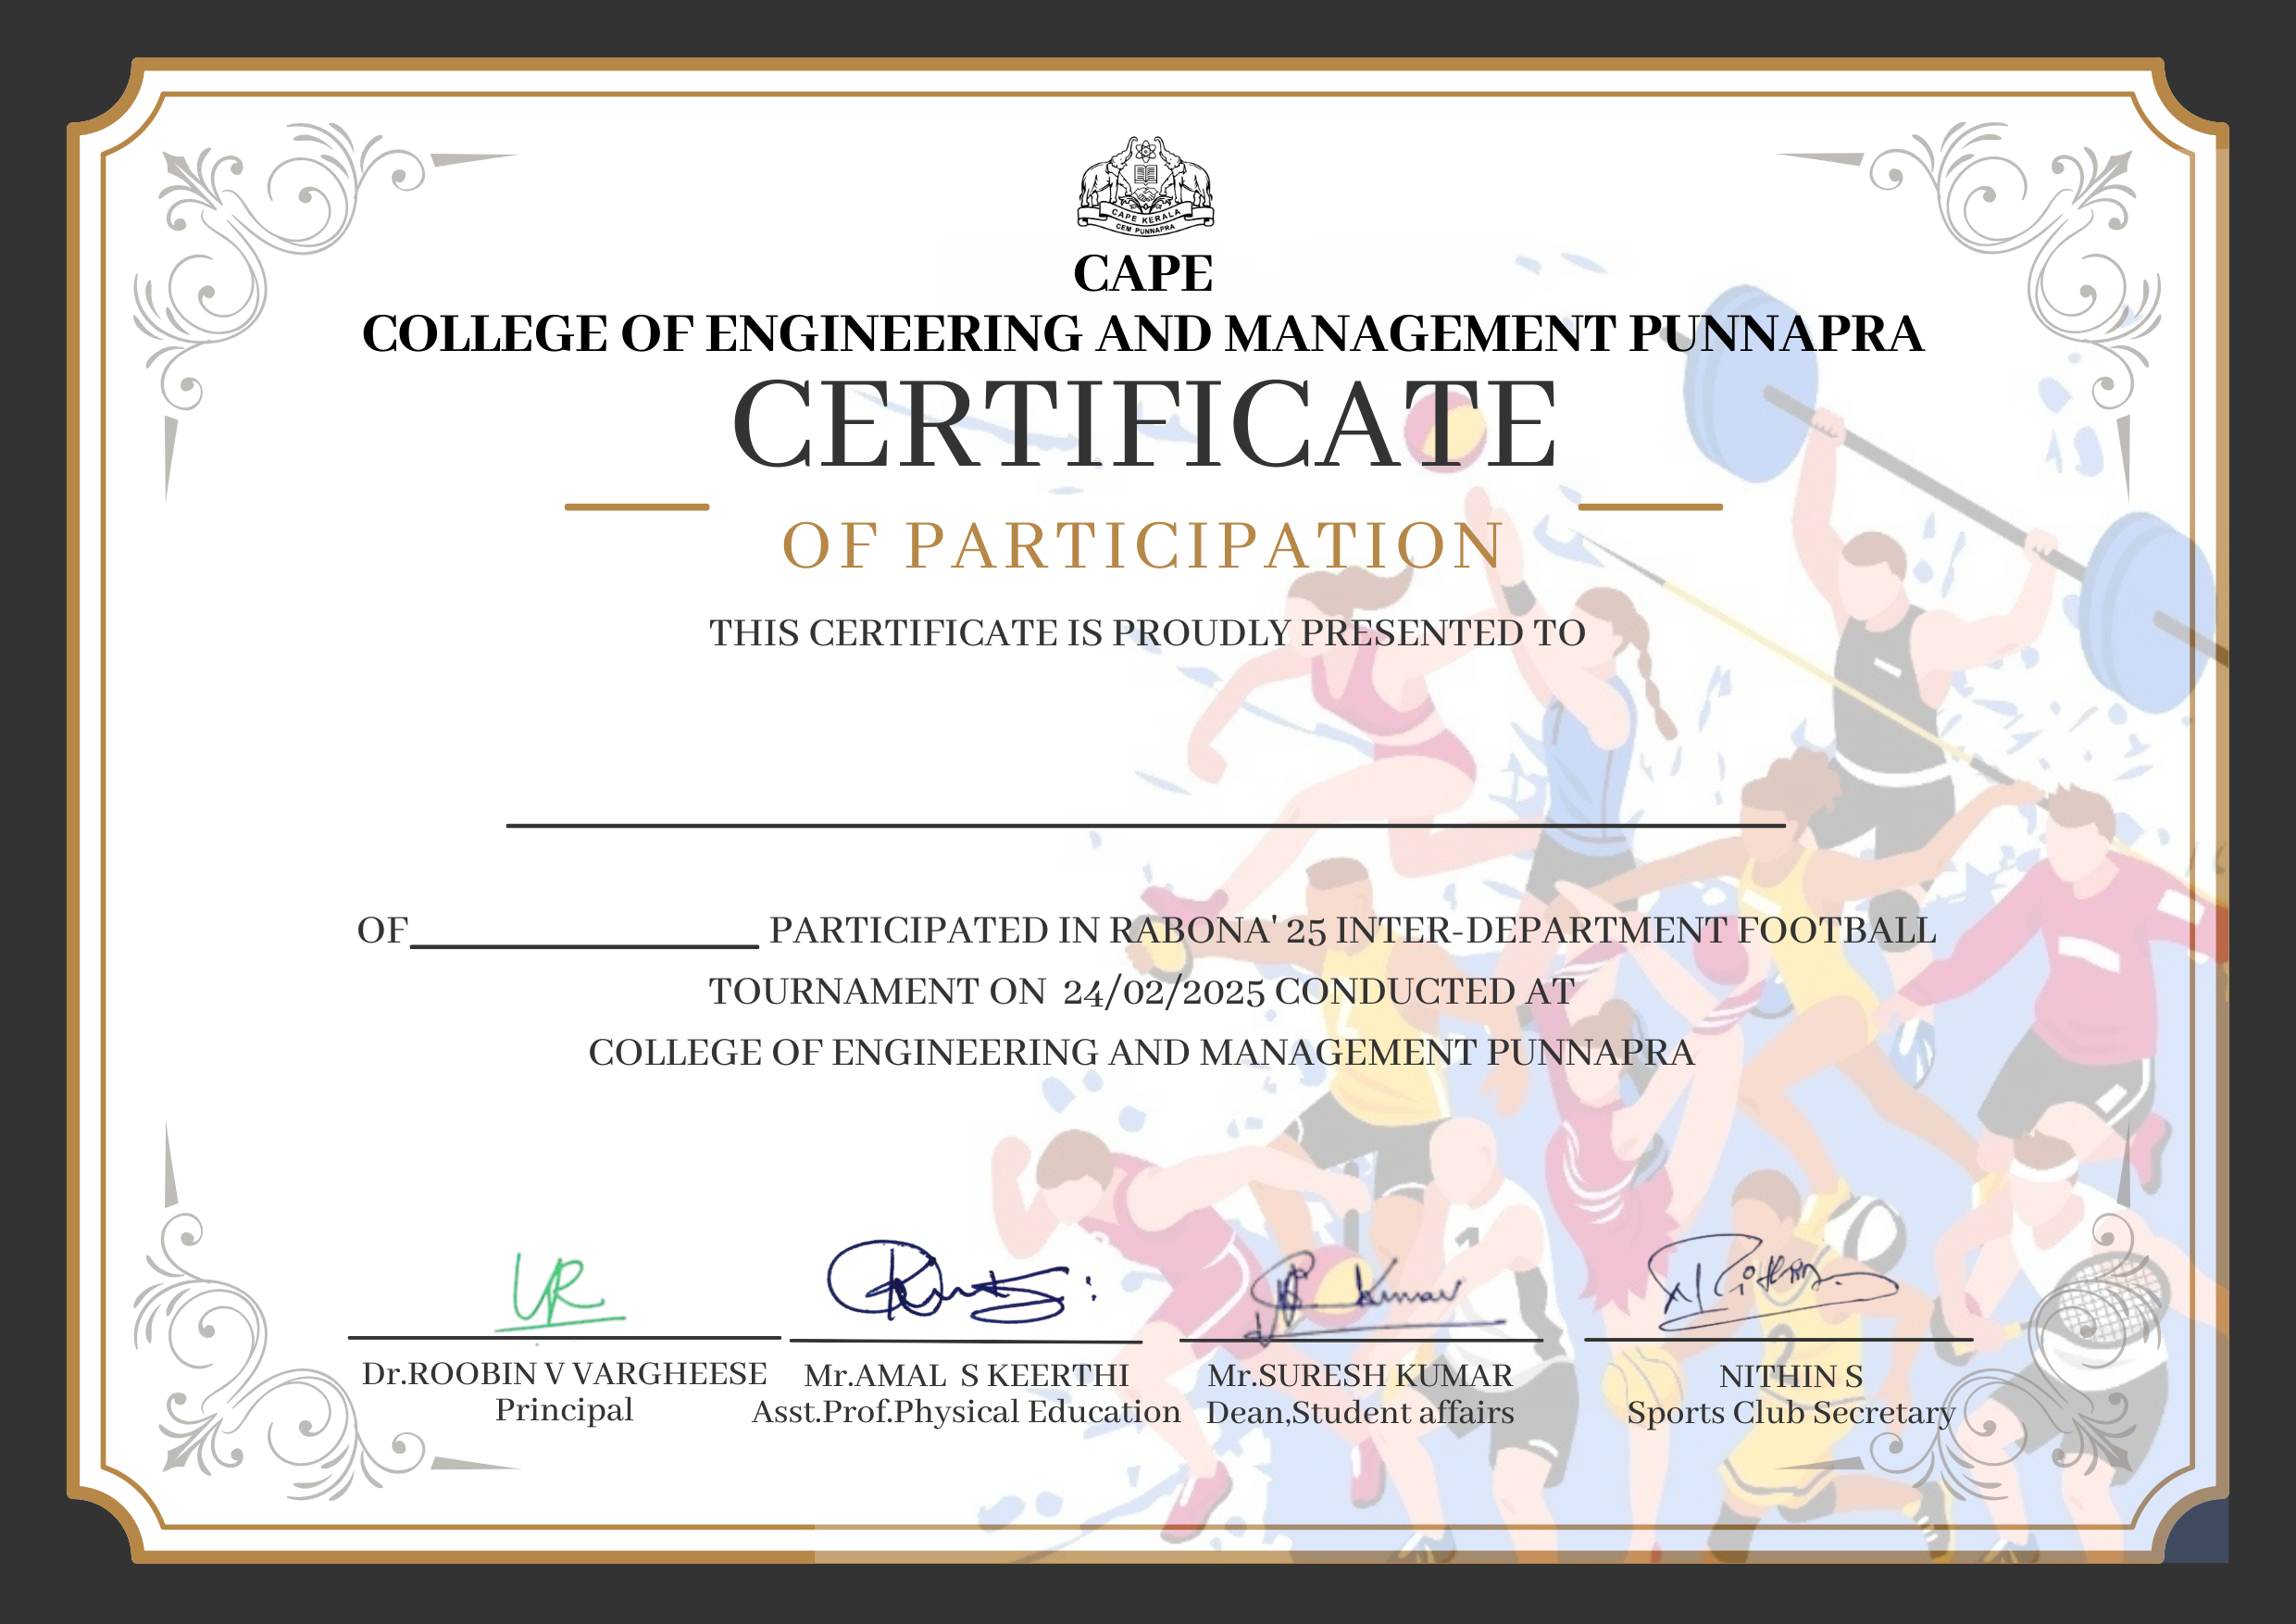 CAPE KERALA
CEM PUNNAPRA
CAPE
COLLEGE OF ENGINEERING AND MANAGEMENT PUNNAPRA
CERTIFICATE
OF PARTICIPATION
THIS CERTIFICATE IS PROUDLY PRESENTED TO
OF PARTICIPATED IN RABONA' 25 INTER-DEPARTMENT FOOTBALL
TOURNAMENT ON 24/02/2025 CONDUCTED AT
COLLEGE OF ENGINEERING AND MANAGEMENT PUNNAPRA
Kumar
Dr.ROOBIN V VARGHEESE Mr.AMAL S KEERTHI Mr.SURESH KUMAR NITHIN S
Principal Asst.Prof.Physical Education Dean,Student affairs Sports Club Secretary